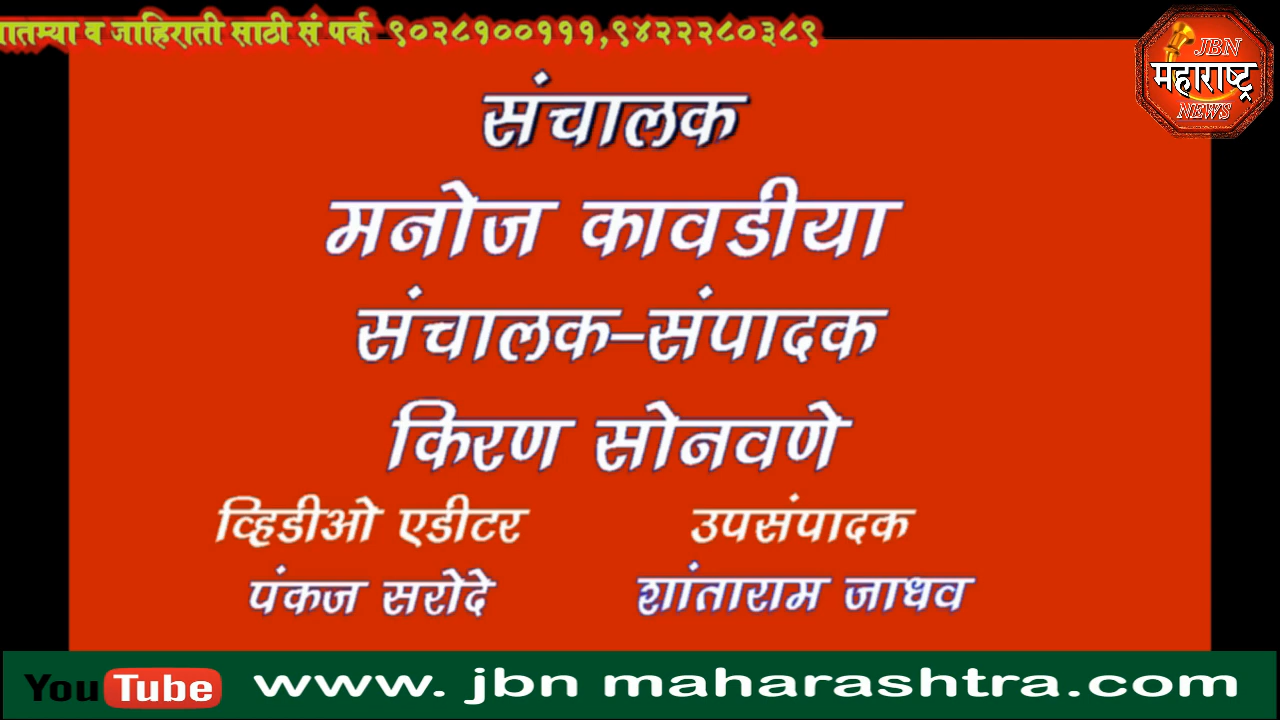 ातम्या व जाहिराती साठी सं पर्क ९०२८१००१११,९४२२२८०३८९
JBN
महाराष्ट्र
NEWS
संचालक
मनोज कावडीया
संचालक–संपादक
किरण सोनवणे
व्हिडीओ एडीटर उपसंपादक
पंकज सरोदे शांताराम जाधव
YouTube www. jbn maharashtra.com